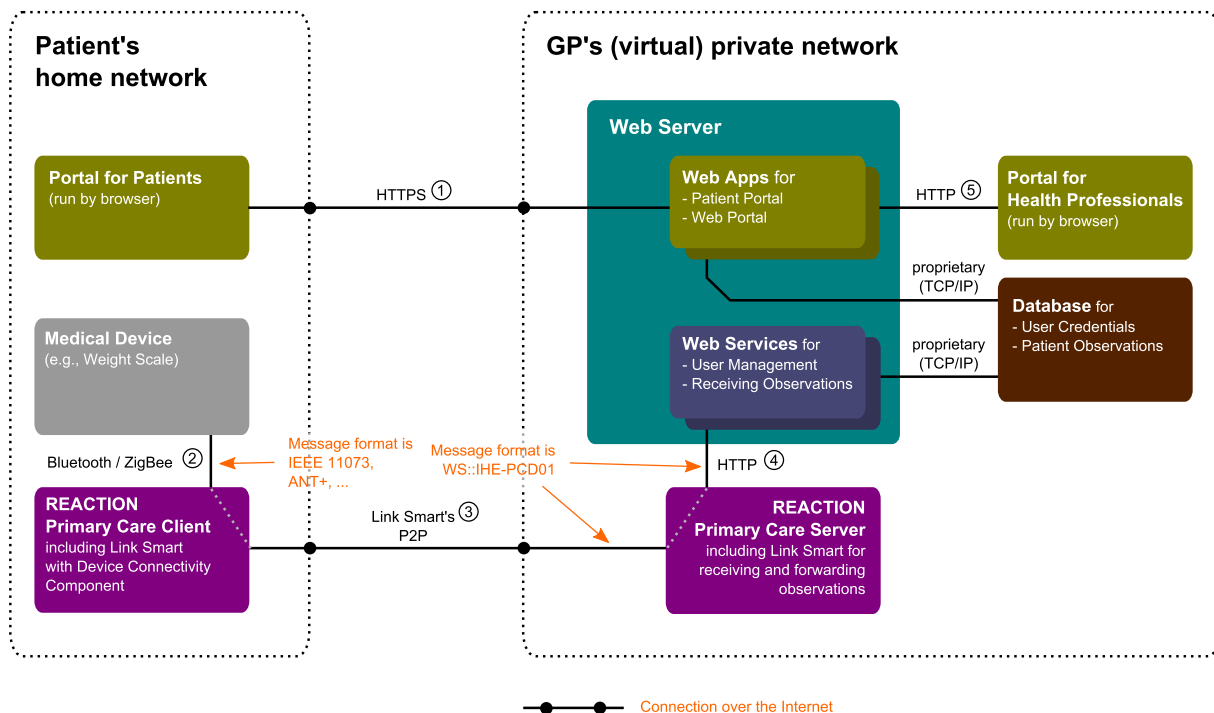 Patient's
home network
GP's (virtual) private network
Web Server
Portal for Patients
(run by browser)
HTTPS 1
Web Apps for
- Patient Portal
- Web Portal
HTTP 5
Portal for
Health Professionals
(run by browser)
proprietary
(TCP/IP)
Database for
- User Credentials
- Patient Observations
Medical Device
(e.g., Weight Scale)
Web Services for
- User Management
- Receiving Observations
proprietary
(TCP/IP)
Bluetooth / ZigBee 2
Message format is
IEEE 11073,
ANT+, ...
Message format is
WS::IHE-PCD01
HTTP 4
REACTION
Primary Care Client
including Link Smart
with Device Connectivity
Component
Link Smart's 3
P2P
REACTION
Primary Care Server
including Link Smart for
receiving and forwarding
observations
Connection over the Internet